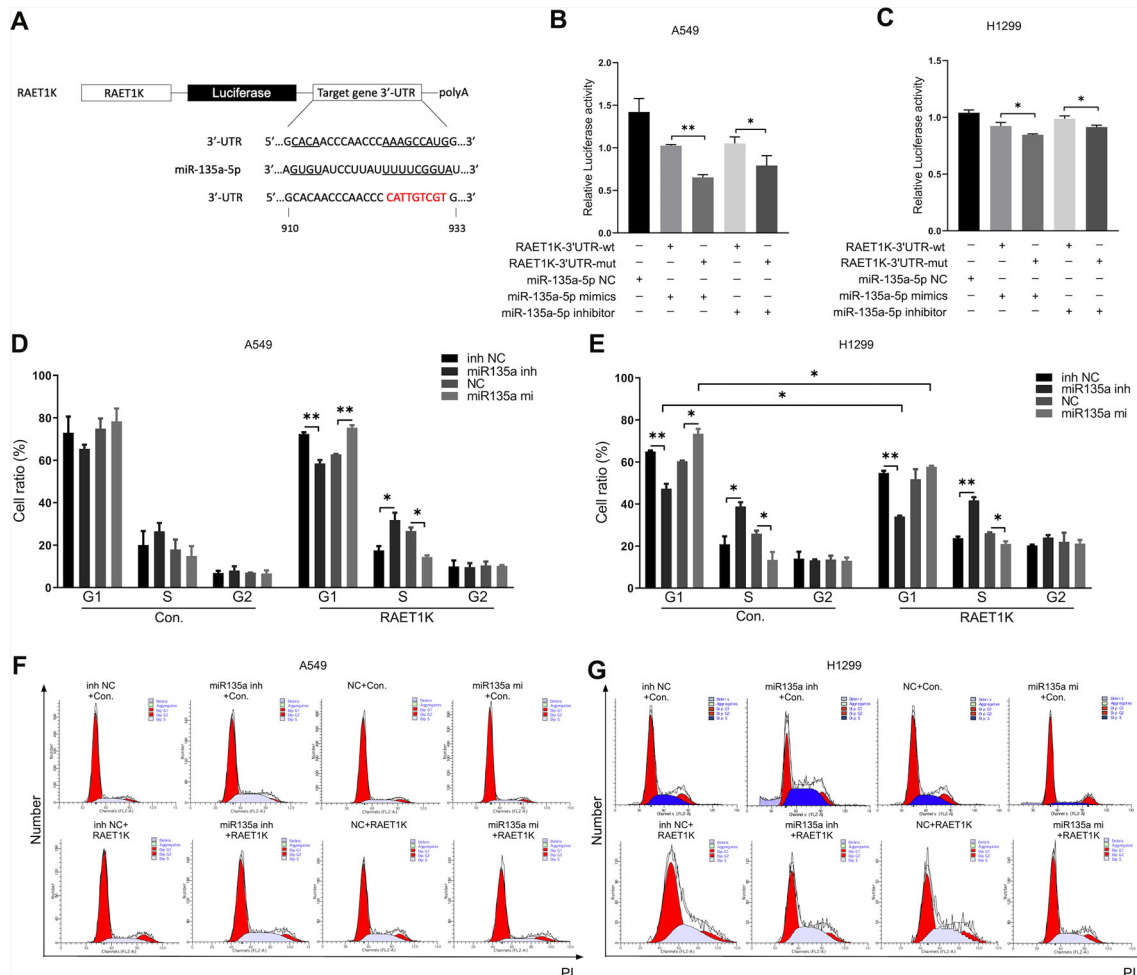 A
RAET1K
RAET1K
Luciferase
Target gene 3'-UTR
polyA
3'-UTR 5'...GCACAACCCAACCCAAAGCCAUGG...3'
miR-135a-5p 3'...AGUGUAUCCUUAUUUUUCGGUAU...3'
3'-UTR 5'...GCACAACCCAACCC CATTGTCGT G...3'
910 933
B
A549
Relative Luciferase activity
2.0
1.5
1.0
0.5
0.0
** *
RAET1K-3'UTR-wt – + – + –
RAET1K-3'UTR-mut – – + – +
miR-135a-5p NC + – – – –
miR-135a-5p mimics – + + – –
miR-135a-5p inhibitor – – – + +
C
H1299
Relative Luciferase activity
1.5
1.0
0.5
0.0
* *
RAET1K-3'UTR-wt – + – + –
RAET1K-3'UTR-mut – – + – +
miR-135a-5p NC + – – – –
miR-135a-5p mimics – + + – –
miR-135a-5p inhibitor – – – + +
D
A549
inh NC
miR135a inh
NC
miR135a mi
Cell ratio (%)
100
80
60
40
20
0
** ** * *
G1 S G2 G1 S G2
Con. RAET1K
E
H1299
inh NC
miR135a inh
NC
miR135a mi
Cell ratio (%)
100
80
60
40
20
0
*
*
** * * * ** ** *
G1 S G2 G1 S G2
Con. RAET1K
F
A549
Number
inh NC
+Con.
miR135a inh
+Con.
NC+Con.
miR135a mi
+Con.
inh NC+
RAET1K
miR135a inh
+RAET1K
NC+RAET1K
miR135a mi
+RAET1K
PI
G
H1299
Number
inh NC
+Con.
miR135a inh
+Con.
NC+Con.
miR135a mi
+Con.
inh NC+
RAET1K
miR135a inh
+RAET1K
NC+RAET1K
miR135a mi
+RAET1K
PI